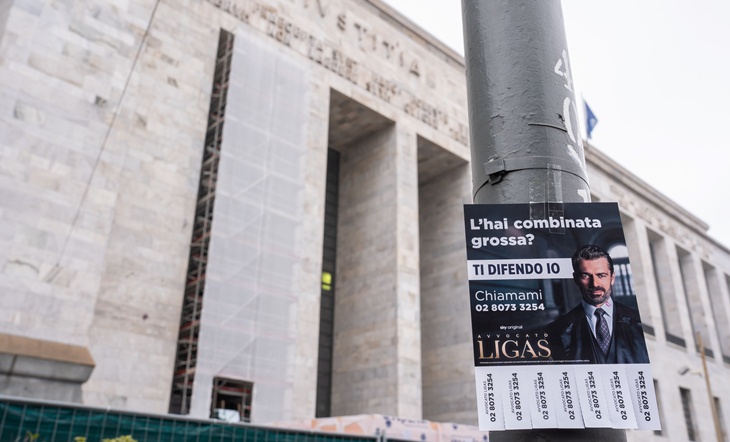 IVSTITIA
L'hai combinata
grossa?
TI DIFENDO IO
Chiamami
02 8073 3254
sky original
AVVOCATO
LIGAS
02 8073 3254
02 8073 3254
02 8073 3254
02 8073 3254
02 8073 3254
02 8073 3254
02 8073 3254